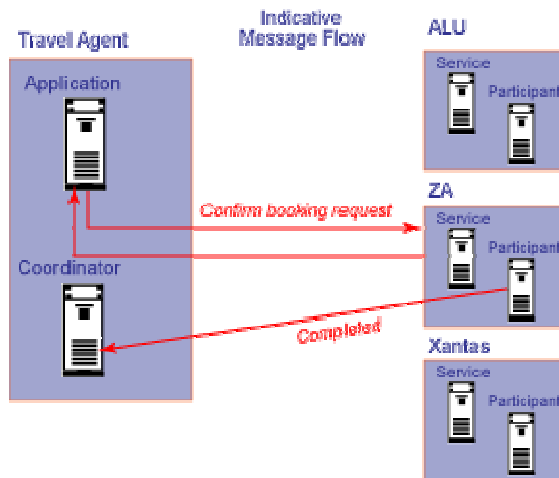 Indicative
Message Flow
Travel Agent
Application
Coordinator
Confirm booking request
Completed
ALU
Service
Participant
ZA
Service
Participant
Xantas
Service
Participant